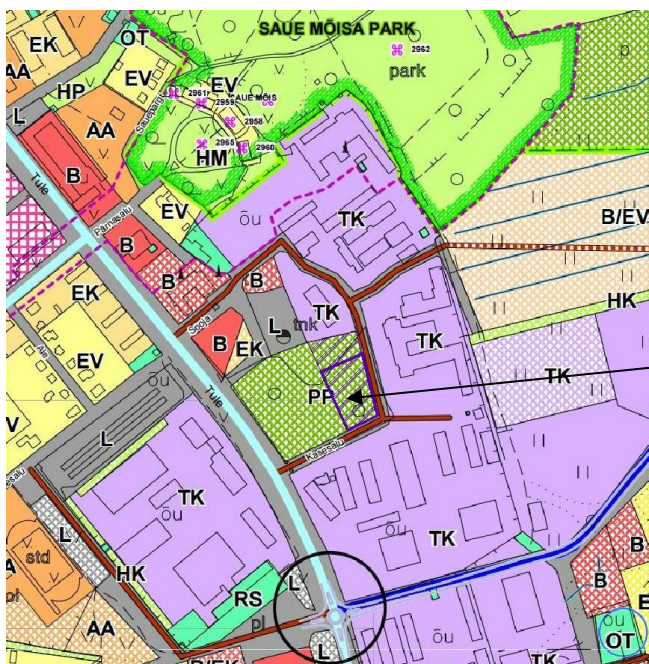 SAUE MÕISA PARK
OT
EK
2962
park
AA
EV
HP
EV
2961
2959
SAUE MÕIS
Sauepargi
2958
L
AA
2965
2960
HM
B
Tule
EV
õu
TK
B/EV
Pärnasalu
B
B
B
EK
TK
HK
L
tnk
Sooja
TK
B
EK
EV
Tule
TK
õu
PP
L
Kasesalu
TK
õu
õu
L
TK
std
B
HK
L
B
RS
pl
AA
õu
OT
L
TK